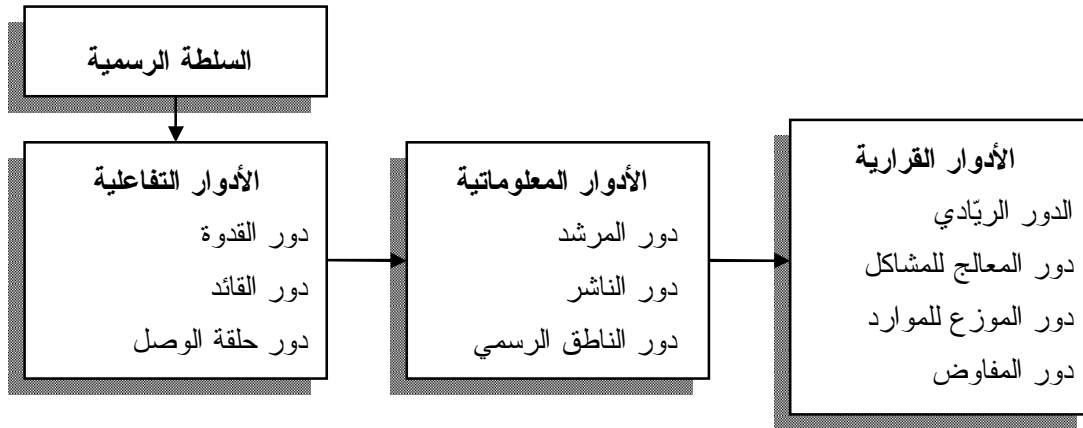 السلطة الرسمية
الأدوار التفاعلية
دور القدوة
دور القائد
دور حلقة الوصل
الأدوار المعلوماتية
دور المرشد
دور الناشر
دور الناطق الرسمي
الأدوار القرارية
الدور الريّادي
دور المعالج للمشاكل
دور الموزع للموارد
دور المفاوض